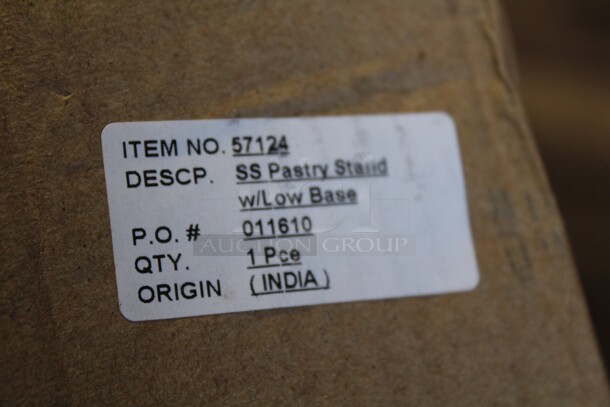 ITEM NO. 57124
DESCP. SS Pastry Stand
w/Low Base
P.O. # 011610
AUCTION GROUP
QTY. 1 Pce
ORIGIN (INDIA)